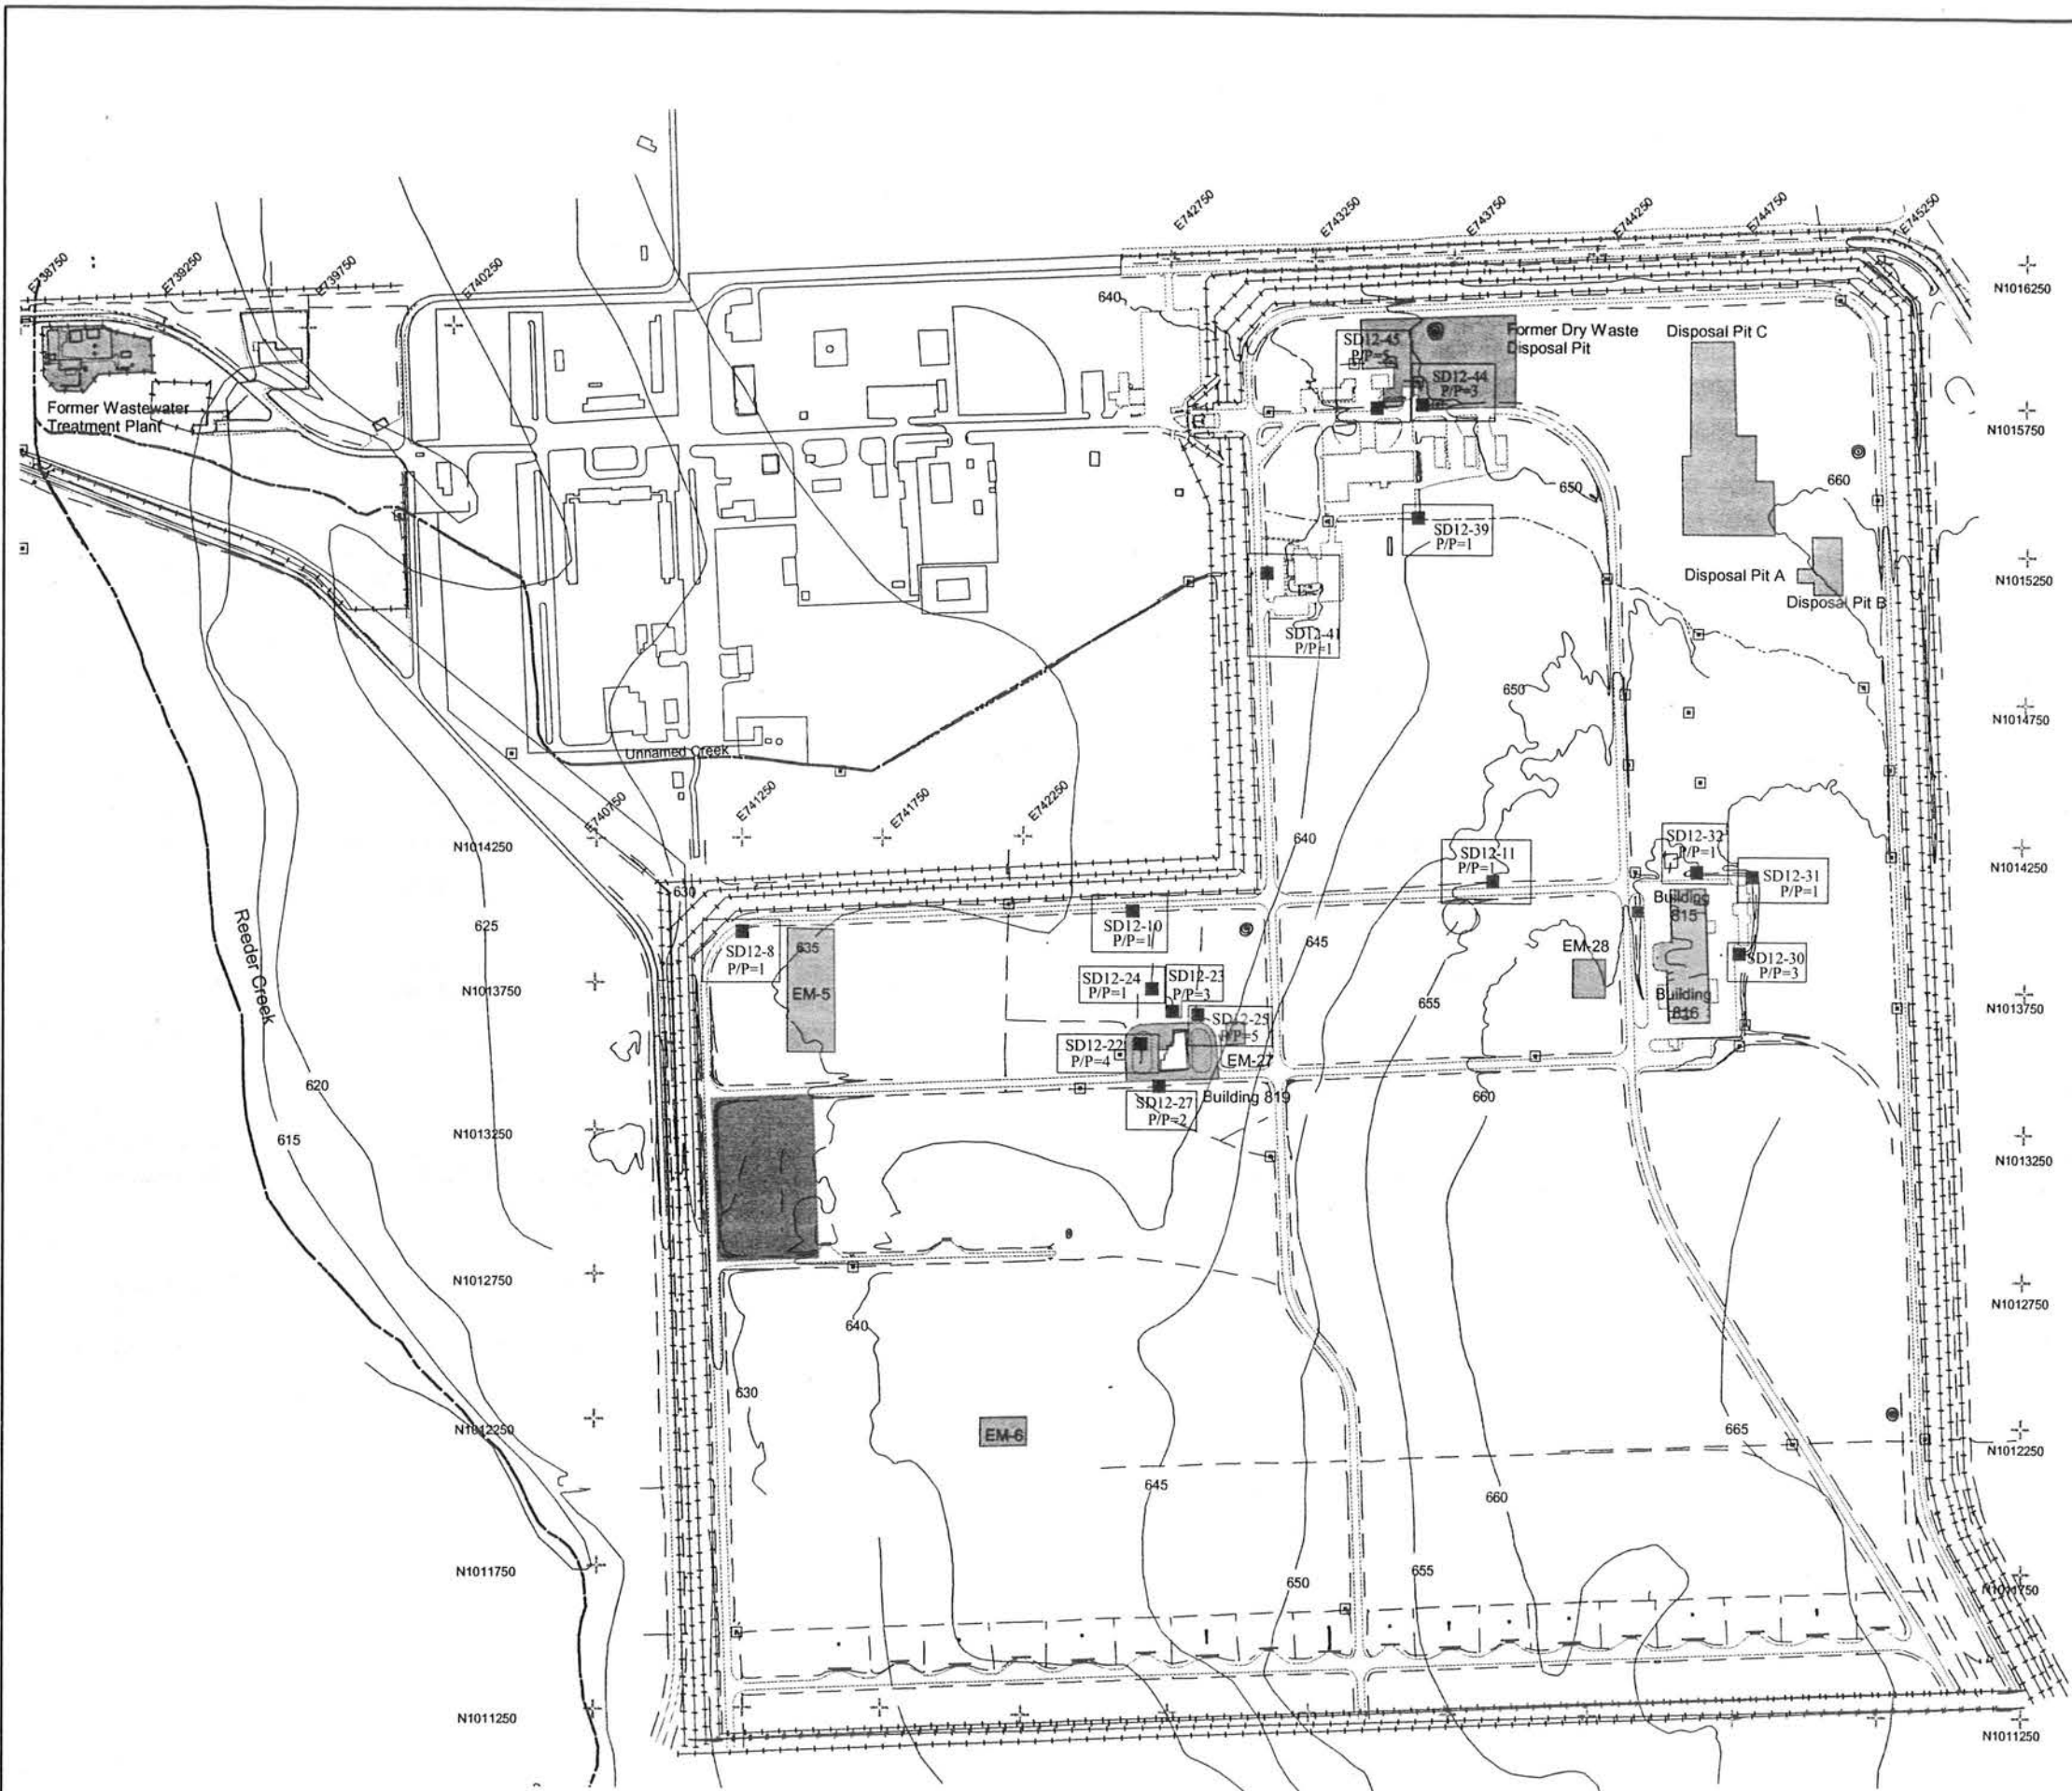 E738750
E739250
E739750
E740250
E742750
E743250
E743750
E744250
E744750
E745250
N1016250
640
Former Dry Waste
Disposal Pit
Disposal Pit C
SD12-45
P/P=5
SD12-44
P/P=3
Former Wastewater
Treatment Plant
N1015750
660
650
SD12-39
P/P=1
Disposal Pit A
Disposal Pit B
N1015250
SD12-41
P/P=1
650
N1014750
Unnamed Creek
E740750
E741250
E741750
E742250
N1014250
640
SD12-11
P/P=1
SD12-32
P/P=1
SD12-31
P/P=1
N1014250
630
625
Reeder Creek
SD12-8
P/P=1
635
EM-5
SD12-10
P/P=1
645
EM-28
Building
815
SD12-30
P/P=3
Building
816
N1013750
SD12-24
P/P=1
SD12-23
P/P=3
SD12-25
P/P=5
655
N1013750
SD12-22
P/P=4
EM-27
620
SD12-27
P/P=2
Building 819
660
615
N1013250
N1013250
N1012750
N1012750
640
630
EM-6
N1012250
665
N1012250
645
660
N1011750
650
655
N1011750
N1011250
N1011250